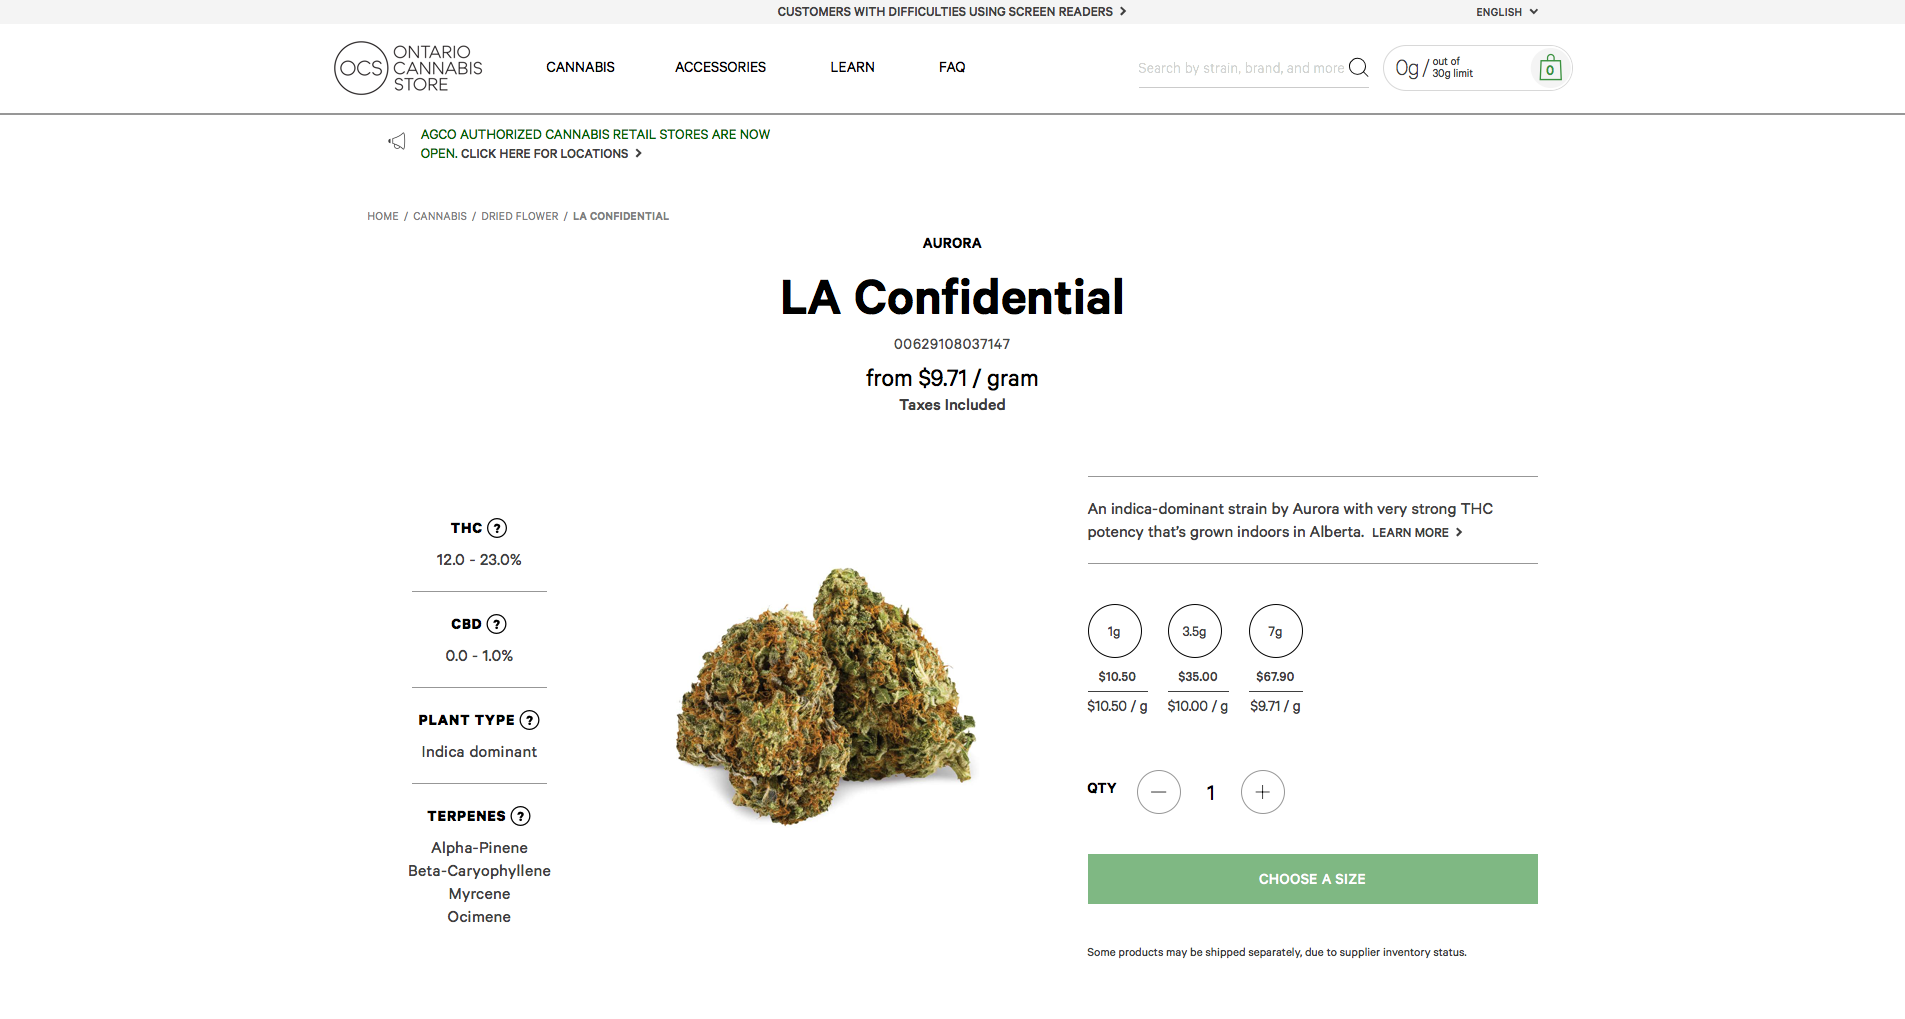 CUSTOMERS WITH DIFFICULTIES USING SCREEN READERS
ENGLISH
OCS
ONTARIO
CANNABIS
STORE
CANNABIS
ACCESSORIES
LEARN
FAQ
Search by strain, brand, and more
0g / out of
30g limit
0
AGCO AUTHORIZED CANNABIS RETAIL STORES ARE NOW
OPEN. CLICK HERE FOR LOCATIONS
HOME / CANNABIS / DRIED FLOWER / LA CONFIDENTIAL
AURORA
LA Confidential
00629108037147
from $9.71 / gram
Taxes Included
THC ?
12.0 - 23.0%
CBD ?
0.0 - 1.0%
PLANT TYPE ?
Indica dominant
TERPENES ?
Alpha-Pinene
Beta-Caryophyllene
Myrcene
Ocimene
An indica-dominant strain by Aurora with very strong THC
potency that's grown indoors in Alberta. LEARN MORE
1g 3.5g 7g
$10.50 $35.00 $67.90
$10.50 / g $10.00 / g $9.71 / g
QTY 1
CHOOSE A SIZE
Some products may be shipped separately, due to supplier inventory status.